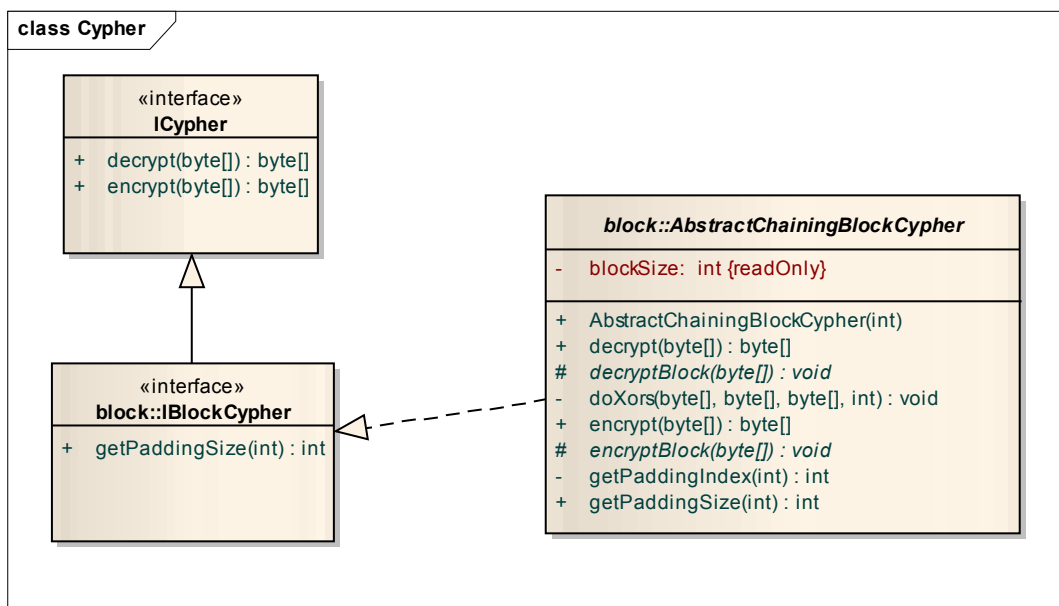 class Cypher
«interface»
ICypher
+ decrypt(byte[]) : byte[]
+ encrypt(byte[]) : byte[]
«interface»
block::IBlockCypher
+ getPaddingSize(int) : int
block::AbstractChainingBlockCypher
- blockSize: int {readOnly}
+ AbstractChainingBlockCypher(int)
+ decrypt(byte[]) : byte[]
# decryptBlock(byte[]) : void
- doXors(byte[], byte[], byte[], int) : void
+ encrypt(byte[]) : byte[]
# encryptBlock(byte[]) : void
- getPaddingIndex(int) : int
+ getPaddingSize(int) : int